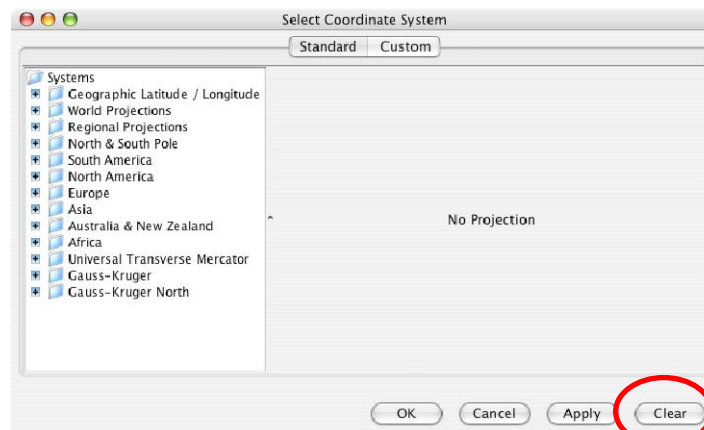 Select Coordinate System
Standard Custom
Systems
Geographic Latitude / Longitude
World Projections
Regional Projections
North & South Pole
South America
North America
Europe
Asia
Australia & New Zealand
Africa
Universal Transverse Mercator
Gauss-Kruger
Gauss-Kruger North
No Projection
OK Cancel Apply Clear